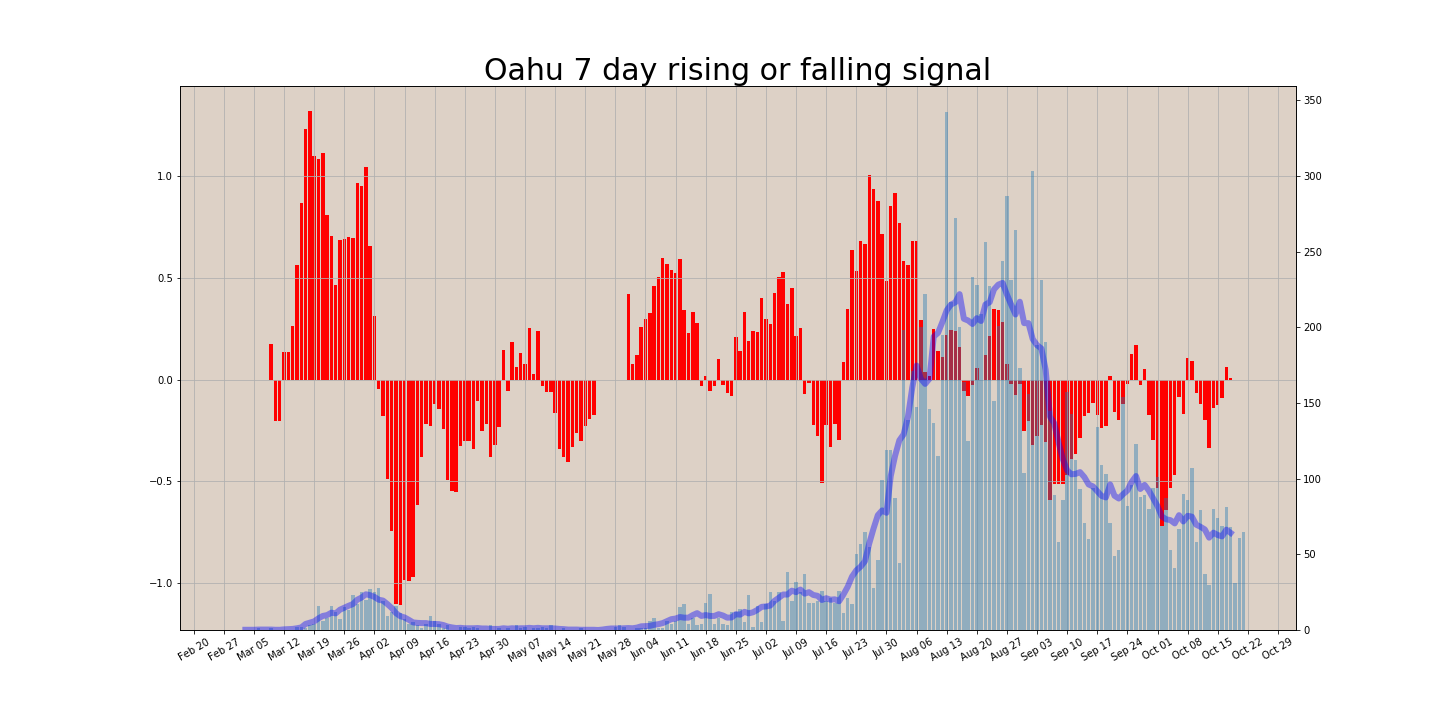 Oahu 7 day rising or falling signal
1.0
0.5
0.0
−0.5
−1.0
350
300
250
200
150
100
50
0
Feb 20
Feb 27
Mar 05
Mar 12
Mar 19
Mar 26
Apr 02
Apr 09
Apr 16
Apr 23
Apr 30
May 07
May 14
May 21
May 28
Jun 04
Jun 11
Jun 18
Jun 25
Jul 02
Jul 09
Jul 16
Jul 23
Jul 30
Aug 06
Aug 13
Aug 20
Aug 27
Sep 03
Sep 10
Sep 17
Sep 24
Oct 01
Oct 08
Oct 15
Oct 22
Oct 29